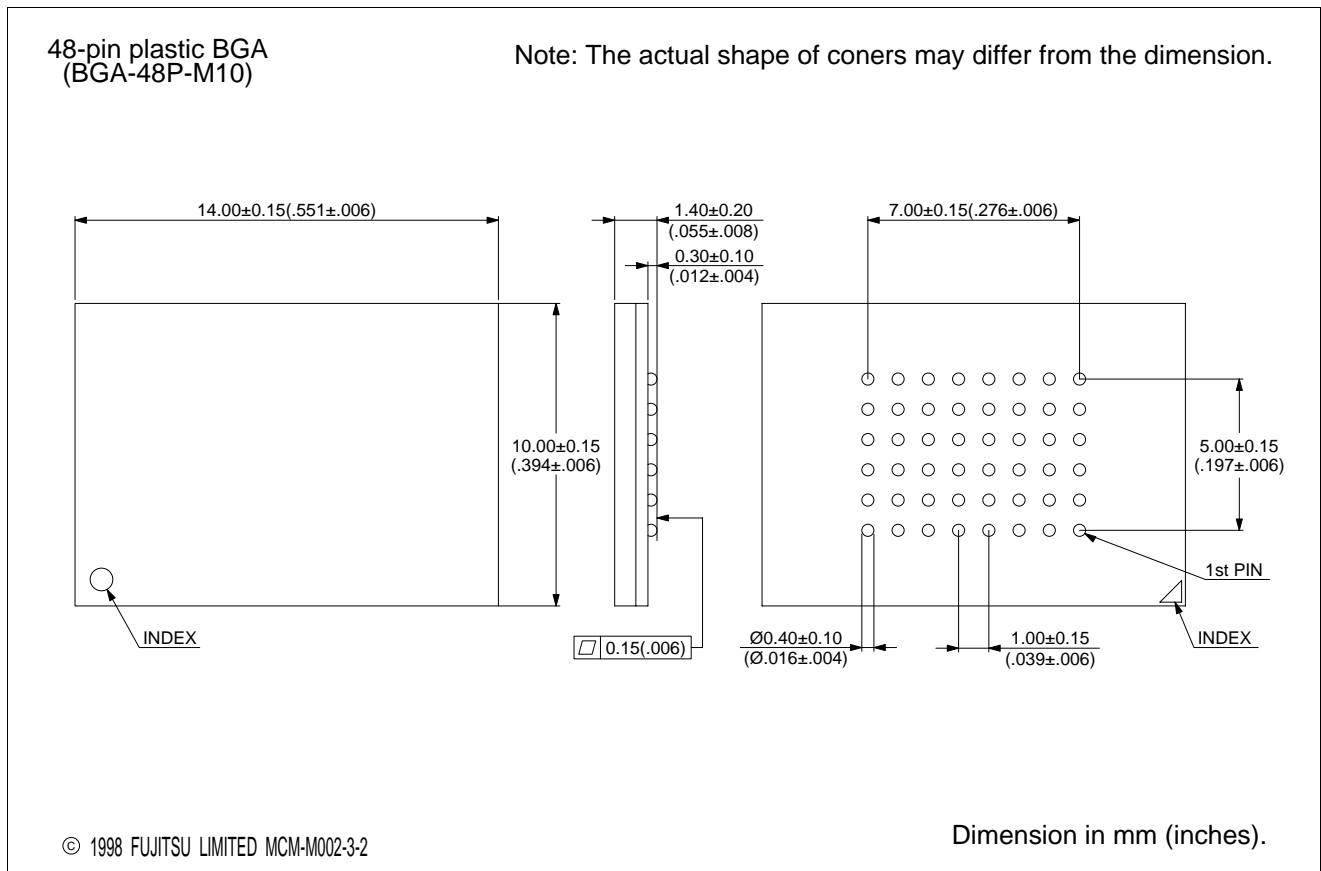 48-pin plastic BGA
(BGA-48P-M10)
Note: The actual shape of coners may differ from the dimension.
14.00±0.15(.551±.006)
1.40±0.20
(.055±.008)
0.30±0.10
(.012±.004)
7.00±0.15(.276±.006)
10.00±0.15
(.394±.006)
5.00±0.15
(.197±.006)
1st PIN
INDEX
0.15(.006)
Ø0.40±0.10
(Ø.016±.004)
1.00±0.15
(.039±.006)
INDEX
© 1998 FUJITSU LIMITED MCM-M002-3-2
Dimension in mm (inches).